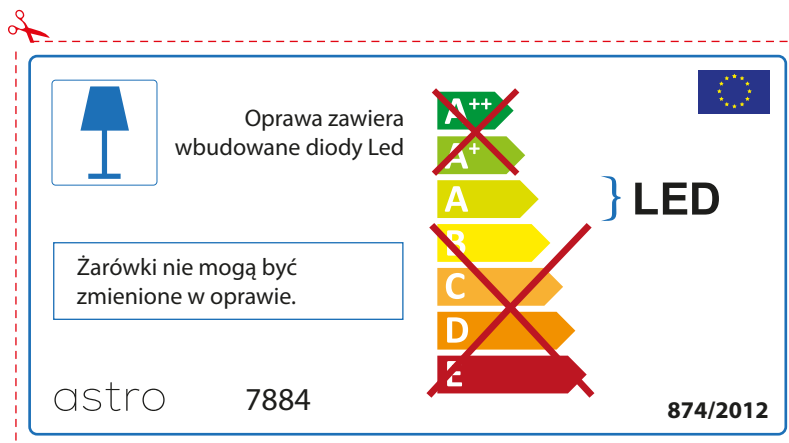 Oprawa zawiera
wbudowane diody Led
A++
A+
A
LED
B
Żarówki nie mogą być
zmienione w oprawie.
C
D
E
astro
7884
874/2012